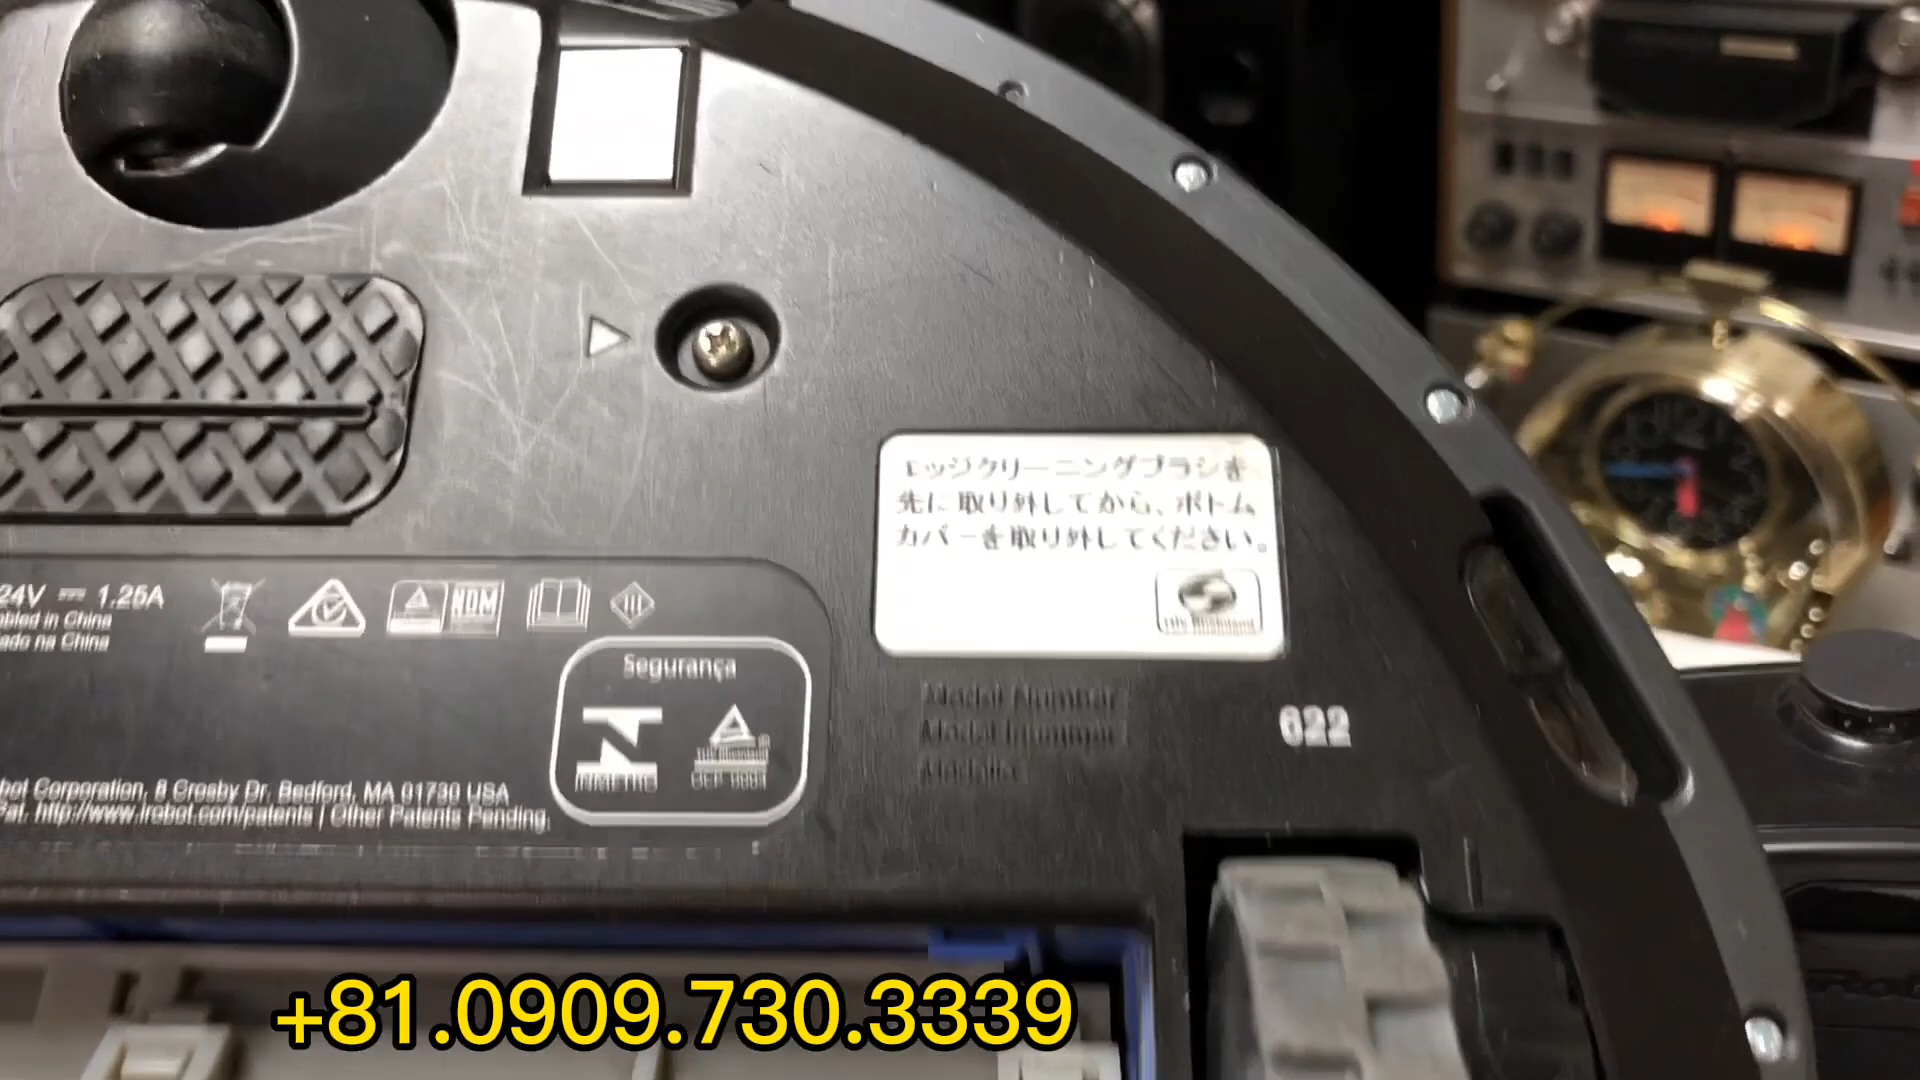 エッジクリーニングブラシを
先に取り外してから、ボトム
カバーを取り外してください。
24V ⎓ 1.25A
bled in China
ado na China
NOM
Segurança
Model Number
622
bot Corporation, 8 Crosby Dr. Bedford, MA 01730 USA
Pat. http://www.irobot.com/patents | Other Patents Pending.
+81.0909.730.3339